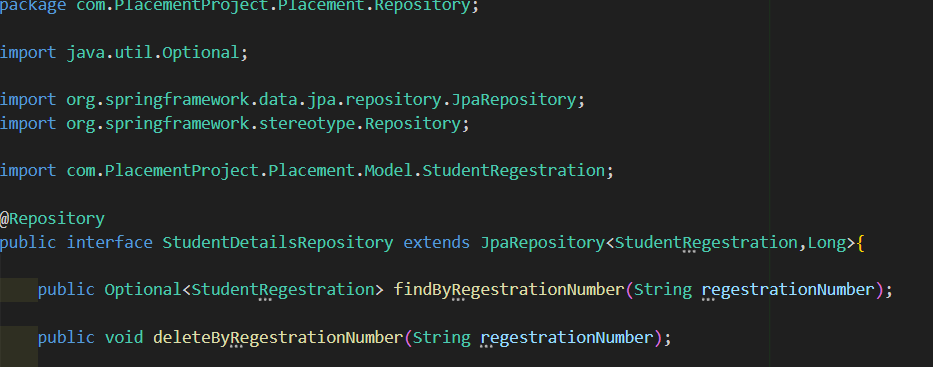 package com.PlacementProject.Placement.Repository;
import java.util.Optional;
import org.springframework.data.jpa.repository.JpaRepository;
import org.springframework.stereotype.Repository;
import com.PlacementProject.Placement.Model.StudentRegestration;
@Repository
public interface StudentDetailsRepository extends JpaRepository<StudentRegestration,Long>{
public Optional<StudentRegestration> findByRegestrationNumber(String regestrationNumber);
public void deleteByRegestrationNumber(String regestrationNumber);